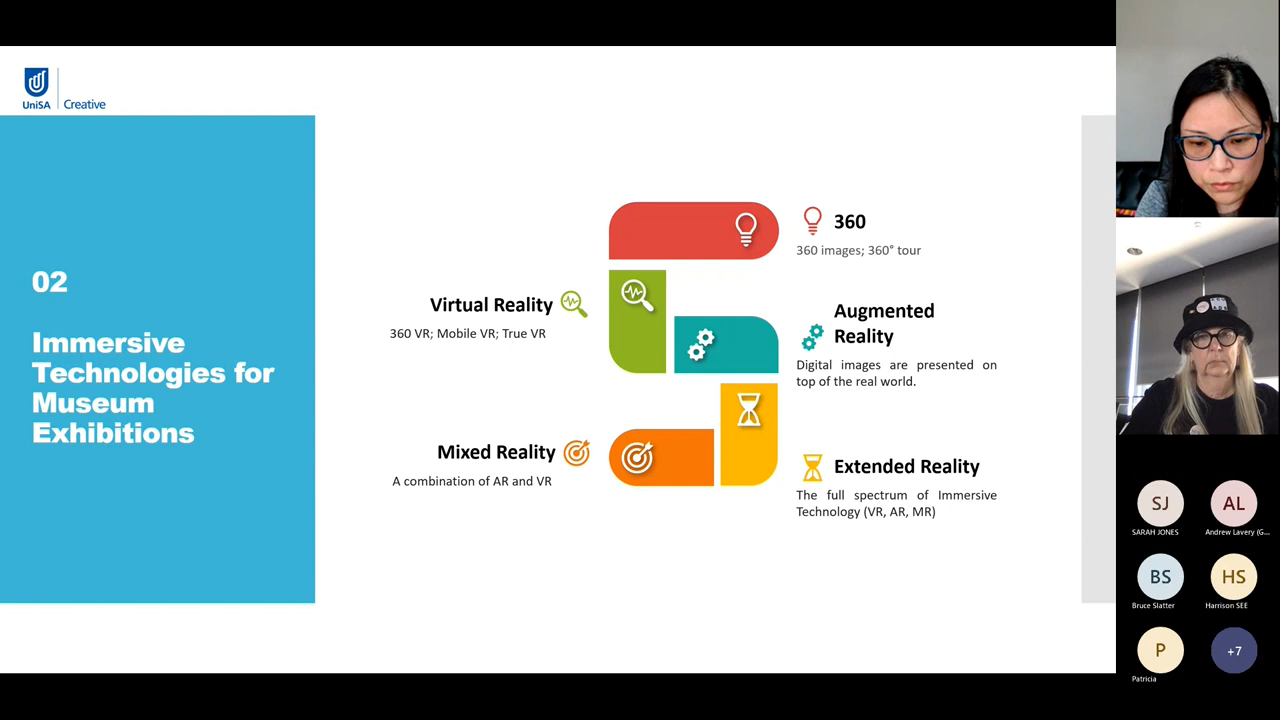 UniSA
Creative
02
Immersive
Technologies for
Museum
Exhibitions
360
360 images; 360° tour
Virtual Reality
360 VR; Mobile VR; True VR
Augmented
Reality
Digital images are presented on
top of the real world.
Mixed Reality
A combination of AR and VR
Extended Reality
The full spectrum of Immersive
Technology (VR, AR, MR)
SJ
SARAH JONES
AL
Andrew Lavery (G...
BS
Bruce Slatter
HS
Harrison SEE
P
Patricia
+7